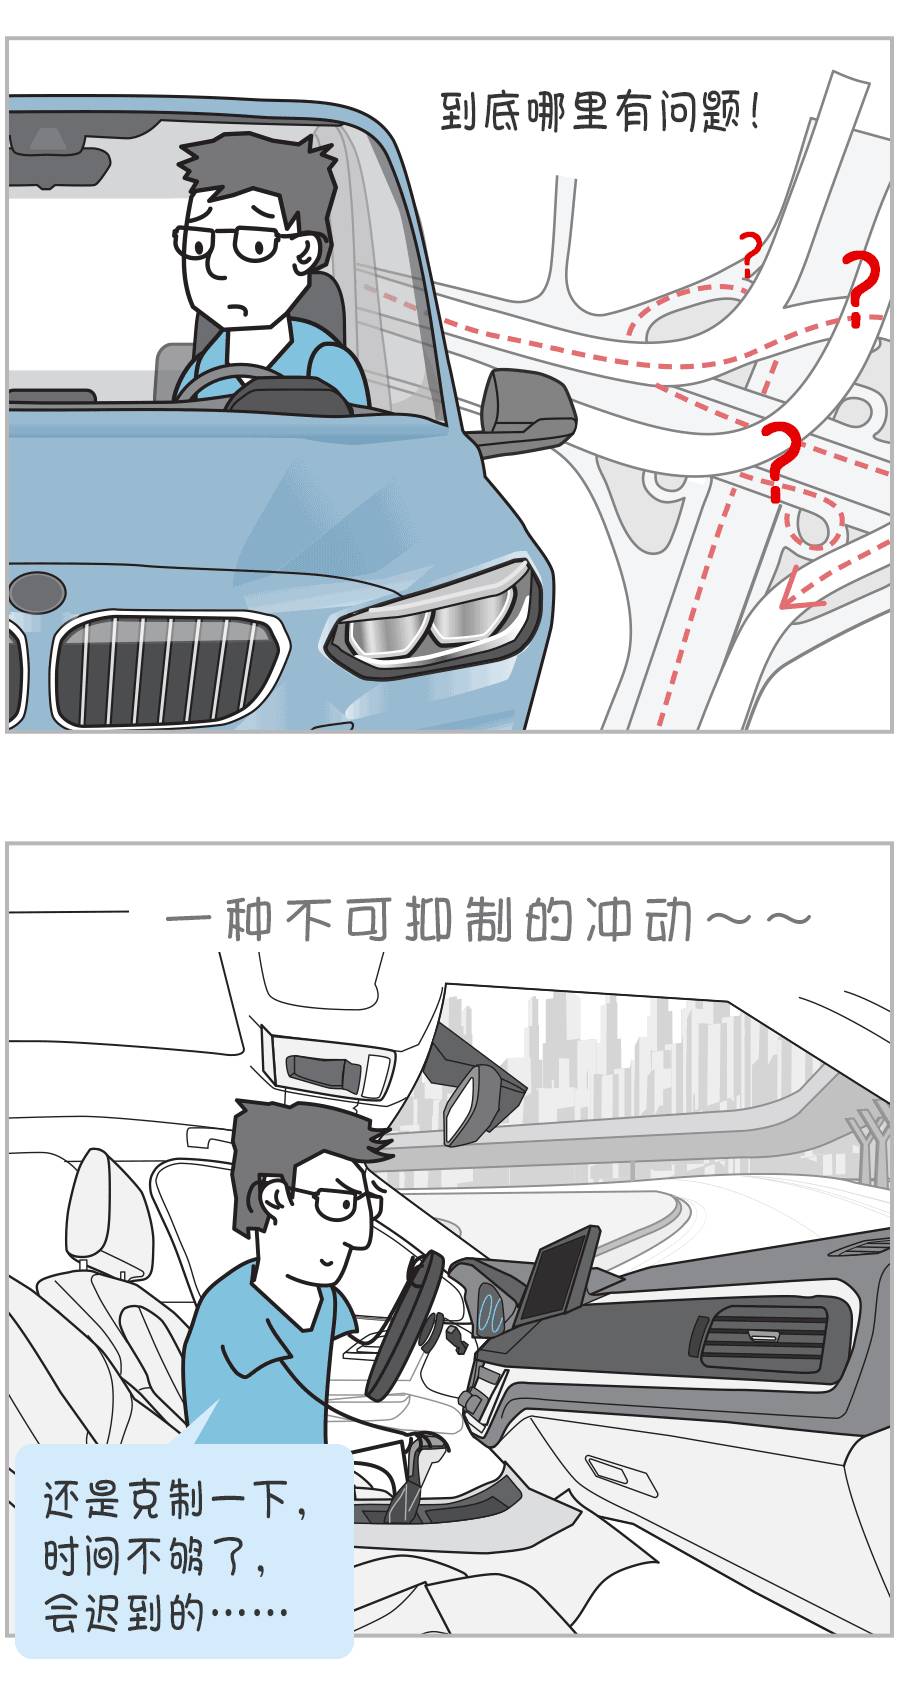 到底哪里有问题！
?
?
?
一种不可抑制的冲动～～
还是克制一下，
时间不够了，
会迟到的……